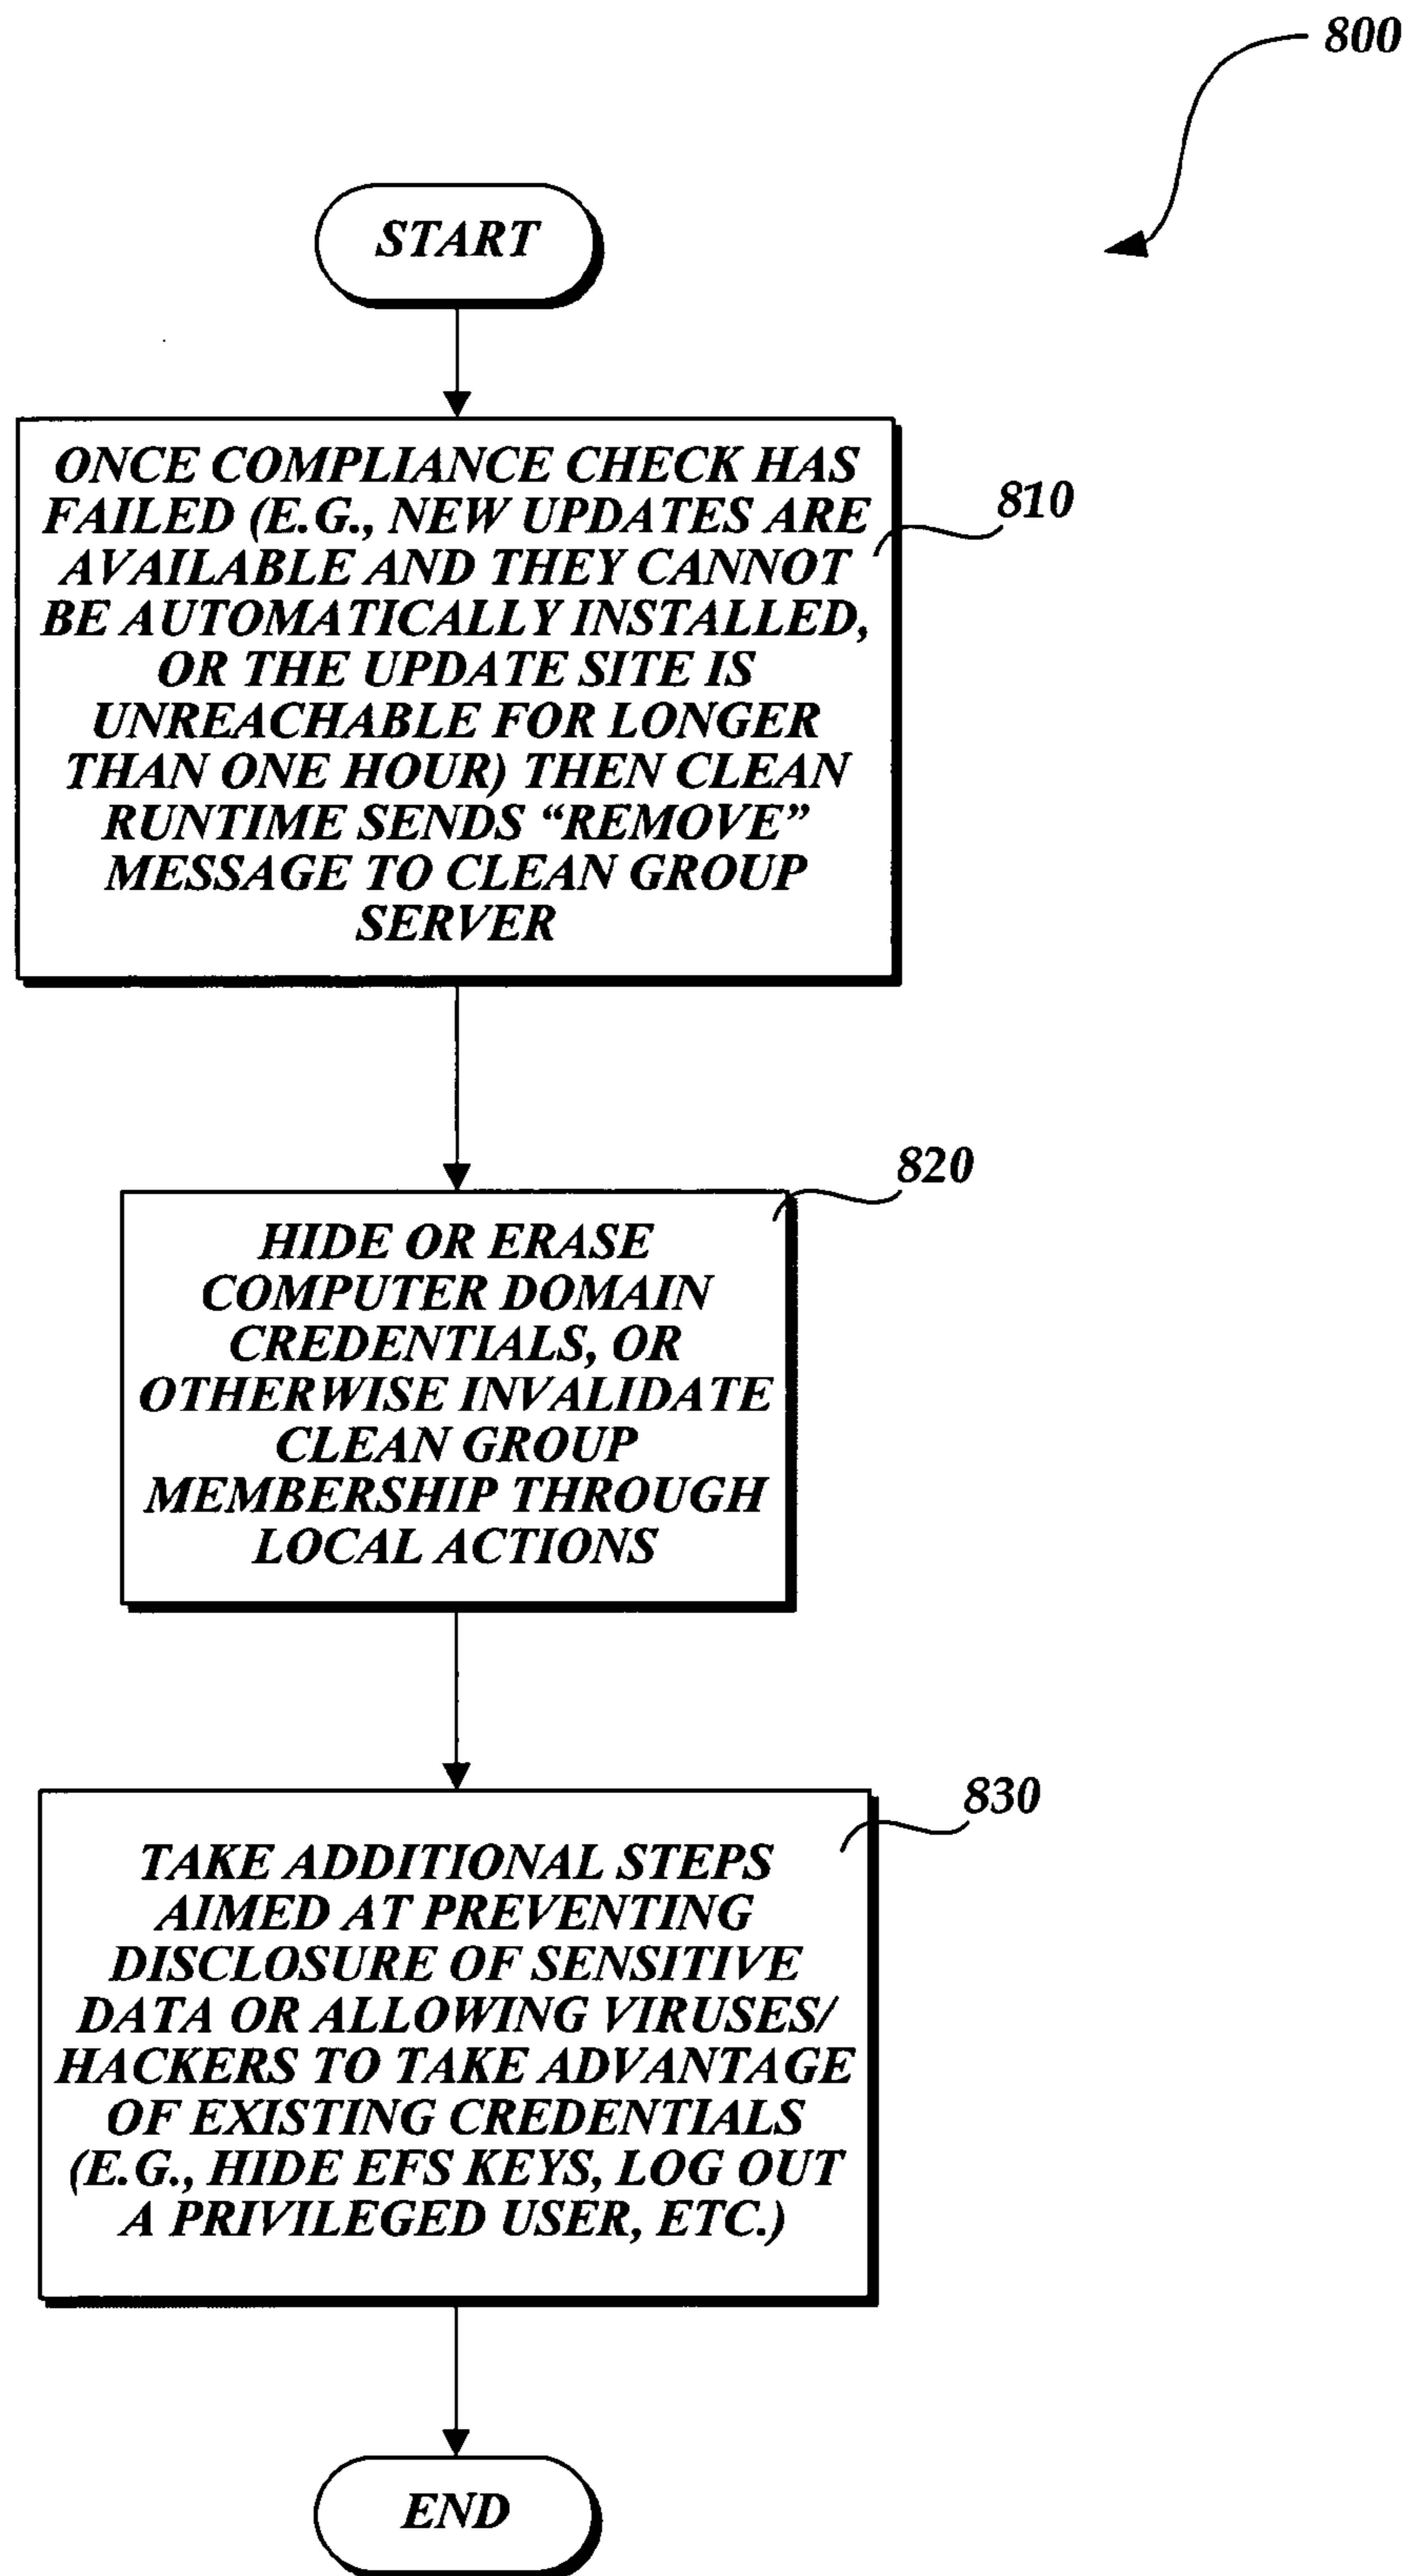 800
START
ONCE COMPLIANCE CHECK HAS
FAILED (E.G., NEW UPDATES ARE
AVAILABLE AND THEY CANNOT
BE AUTOMATICALLY INSTALLED,
OR THE UPDATE SITE IS
UNREACHABLE FOR LONGER
THAN ONE HOUR) THEN CLEAN
RUNTIME SENDS “REMOVE”
MESSAGE TO CLEAN GROUP
SERVER
810
HIDE OR ERASE
COMPUTER DOMAIN
CREDENTIALS, OR
OTHERWISE INVALIDATE
CLEAN GROUP
MEMBERSHIP THROUGH
LOCAL ACTIONS
820
TAKE ADDITIONAL STEPS
AIMED AT PREVENTING
DISCLOSURE OF SENSITIVE
DATA OR ALLOWING VIRUSES/
HACKERS TO TAKE ADVANTAGE
OF EXISTING CREDENTIALS
(E.G., HIDE EFS KEYS, LOG OUT
A PRIVILEGED USER, ETC.)
830
END